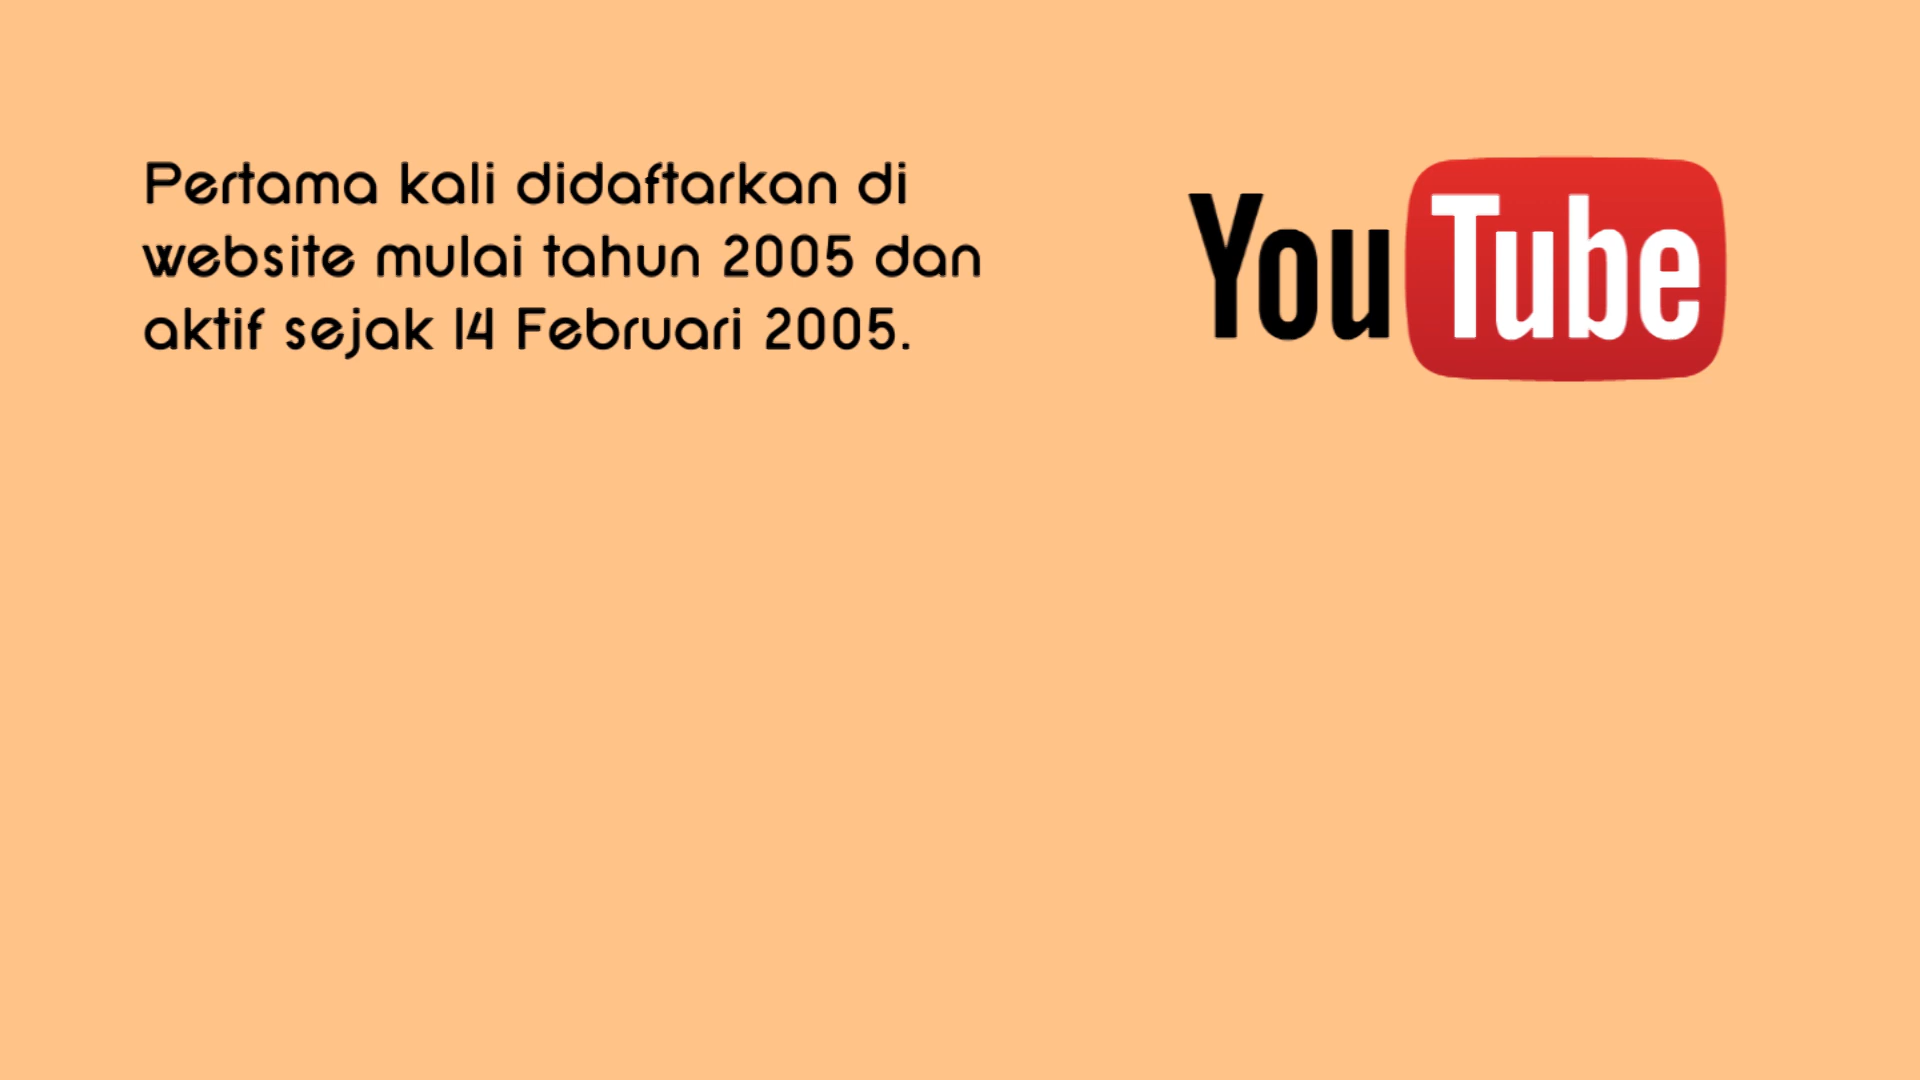 Pertama kali didaftarkan di
website mulai tahun 2005 dan
aktif sejak 14 Februari 2005.
YouTube